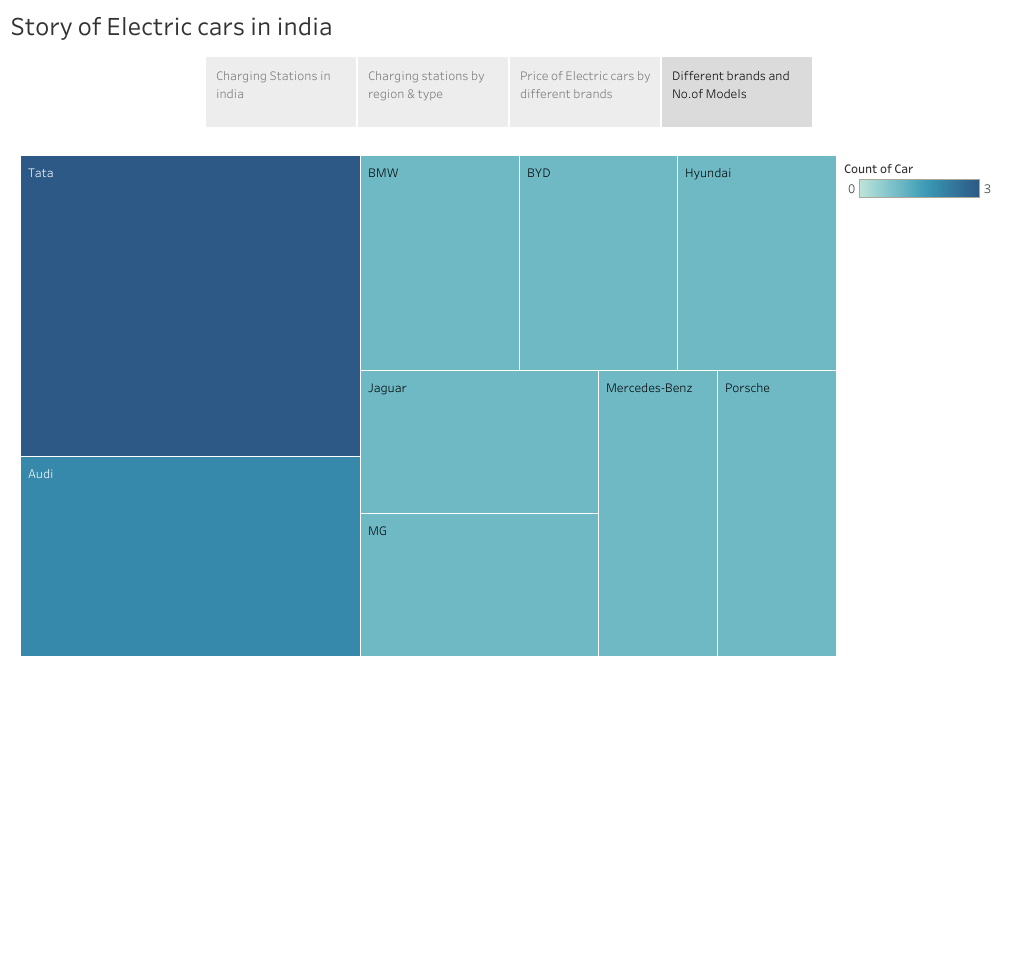 Story of Electric cars in india
Charging Stations in
india
Charging stations by
region & type
Price of Electric cars by
different brands
Different brands and
No.of Models
Tata
BMW
BYD
Hyundai
Count of Car
0
3
Jaguar
Mercedes-Benz
Porsche
Audi
MG